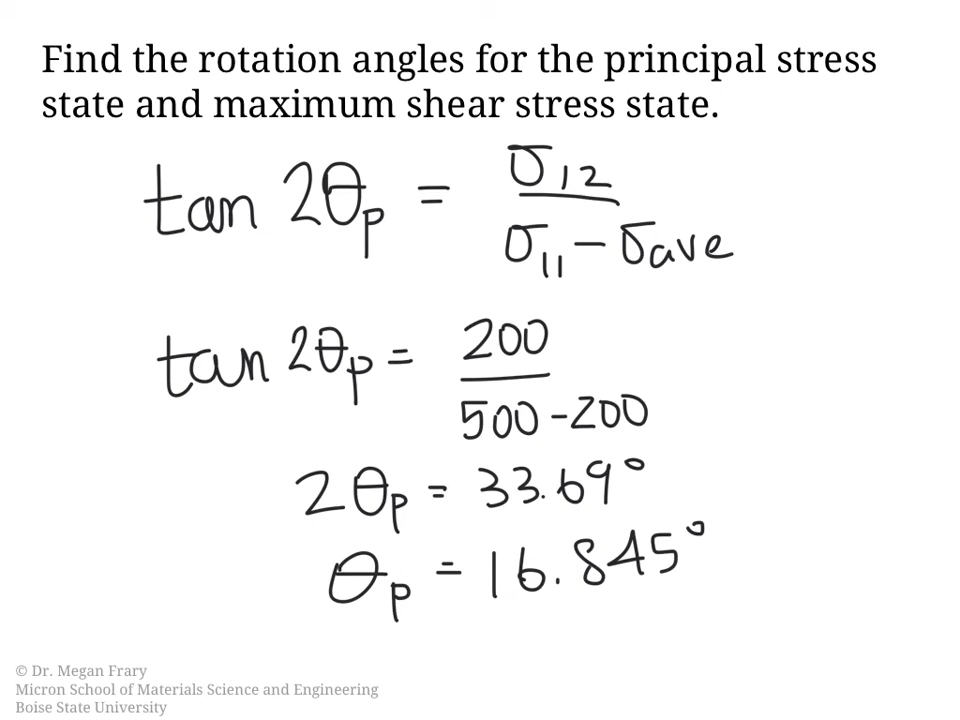 Find the rotation angles for the principal stress
state and maximum shear stress state.
tan 2θp = σ12 / (σ11 − σave)
tan 2θp = 200 / (500 − 200)
2θp = 33.69°
θp = 16.845°
© Dr. Megan Frary
Micron School of Materials Science and Engineering
Boise State University